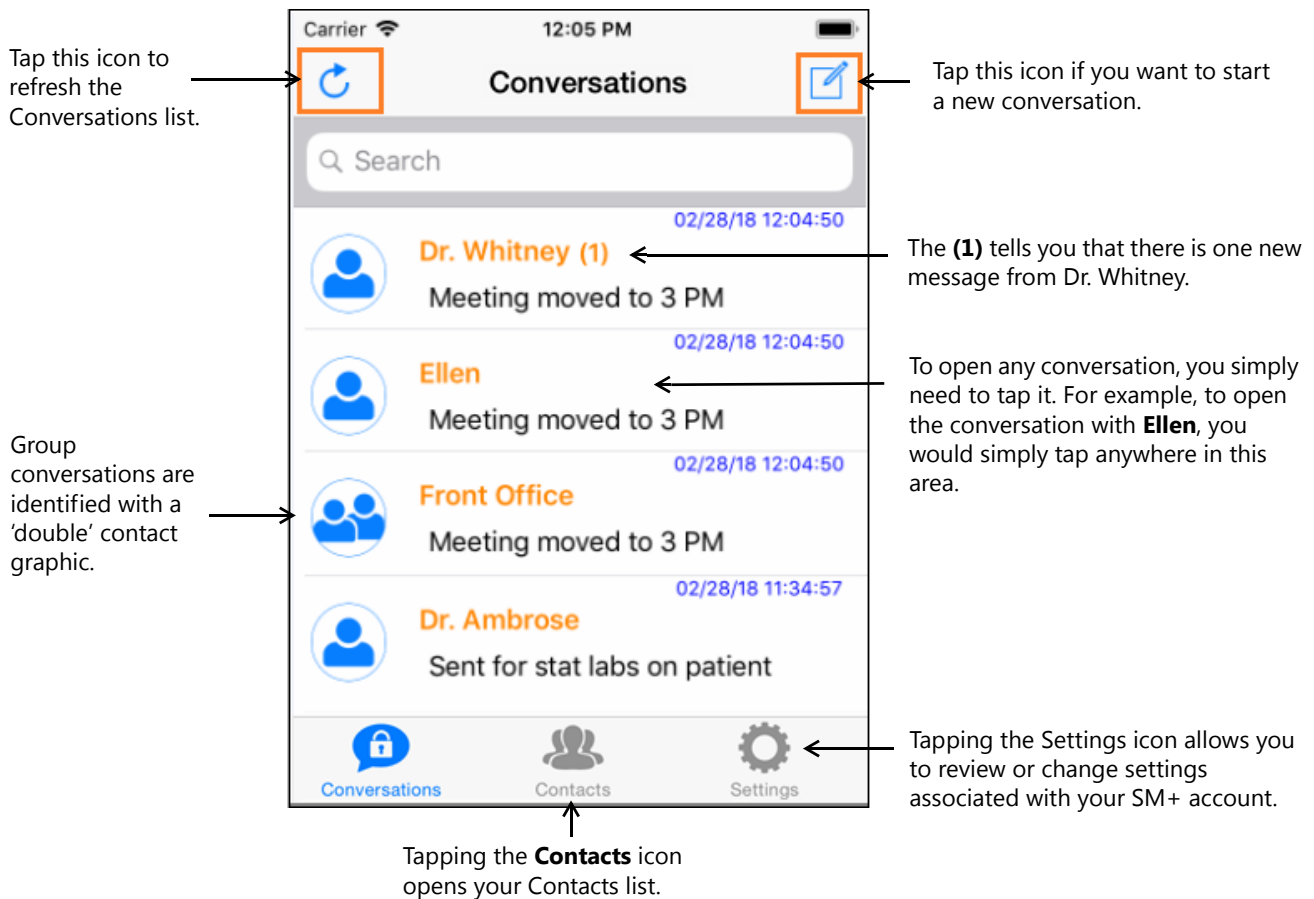 Carrier 12:05 PM
Tap this icon to
refresh the
Conversations list.
Conversations
Tap this icon if you want to start
a new conversation.
Search
02/28/18 12:04:50
Dr. Whitney (1)
Meeting moved to 3 PM
The (1) tells you that there is one new
message from Dr. Whitney.
02/28/18 12:04:50
Ellen
Meeting moved to 3 PM
To open any conversation, you simply
need to tap it. For example, to open
the conversation with Ellen, you
would simply tap anywhere in this
area.
Group
conversations are
identified with a
‘double’ contact
graphic.
02/28/18 12:04:50
Front Office
Meeting moved to 3 PM
02/28/18 11:34:57
Dr. Ambrose
Sent for stat labs on patient
Conversations Contacts Settings
Tapping the Settings icon allows you
to review or change settings
associated with your SM+ account.
Tapping the Contacts icon
opens your Contacts list.